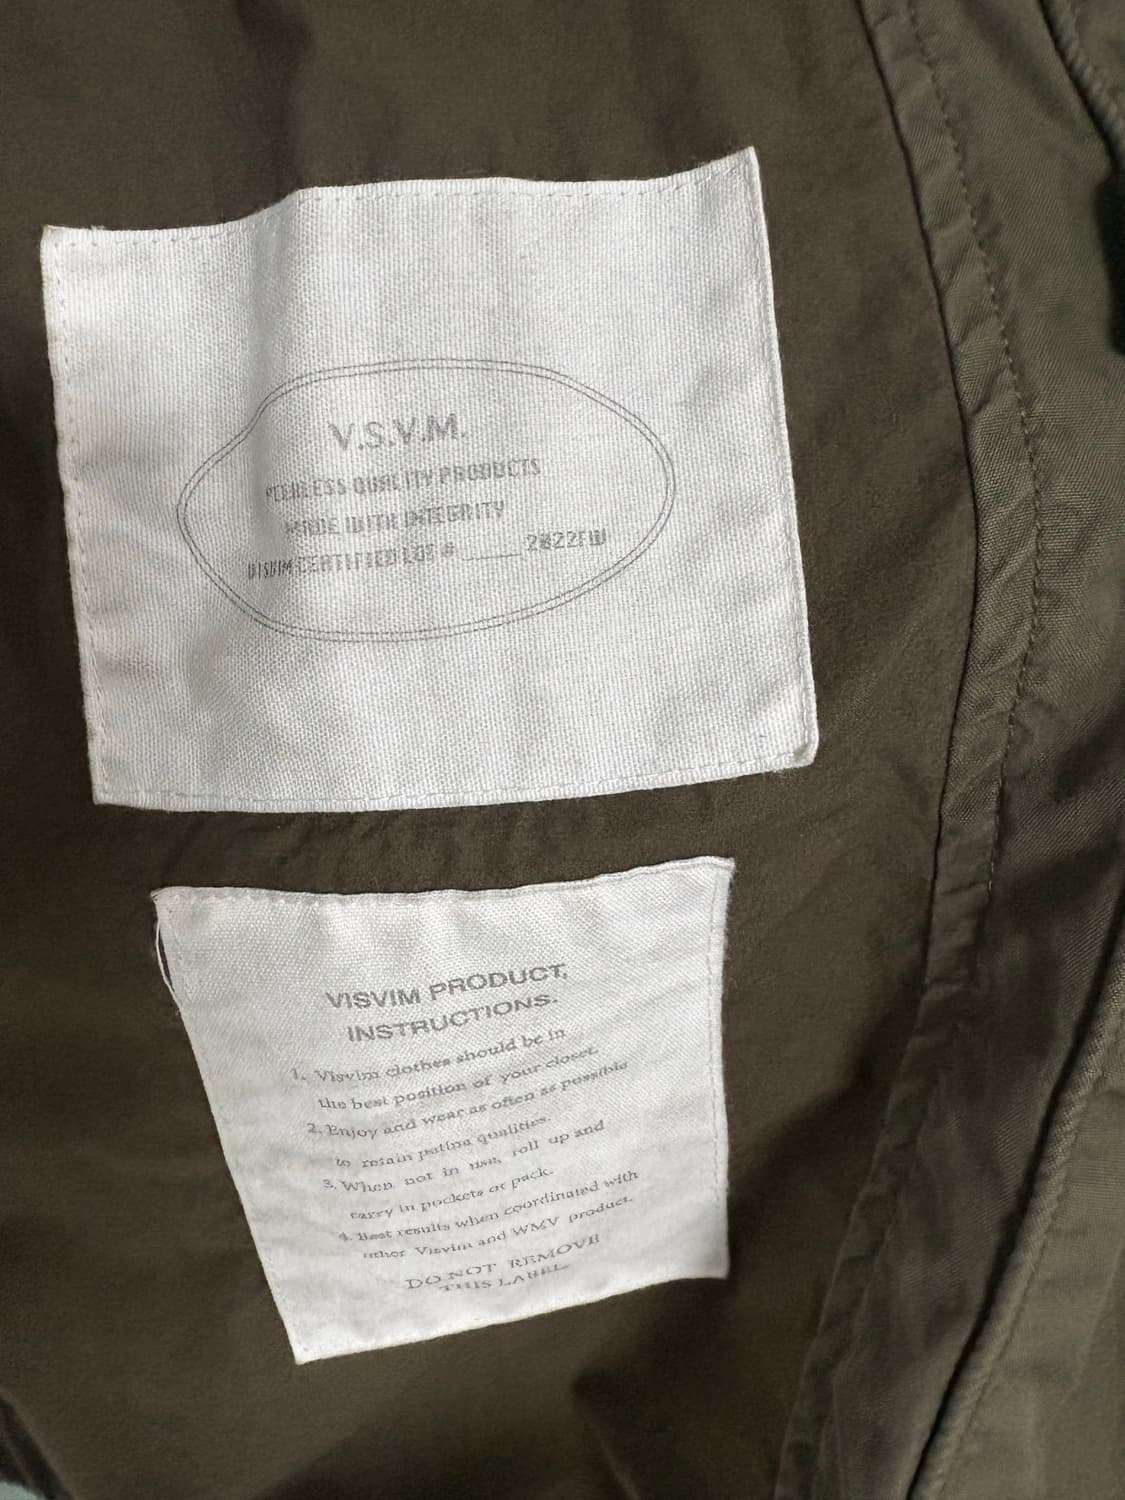 V.S.V.M.
PEERLESS QUALITY PRODUCTS
MADE WITH INTEGRITY
VISVIM CERTIFIED LOT # _____ 2022FW
VISVIM PRODUCT,
INSTRUCTIONS.
1. Visvim clothes should be in
the best position of your closet.
2. Enjoy and wear as often as possible
to retain patina qualities.
3. When not in use, roll up and
carry in pockets or pack.
4. Best results when coordinated with
other Visvim and WMV product.
DO NOT REMOVE
THIS LABEL.